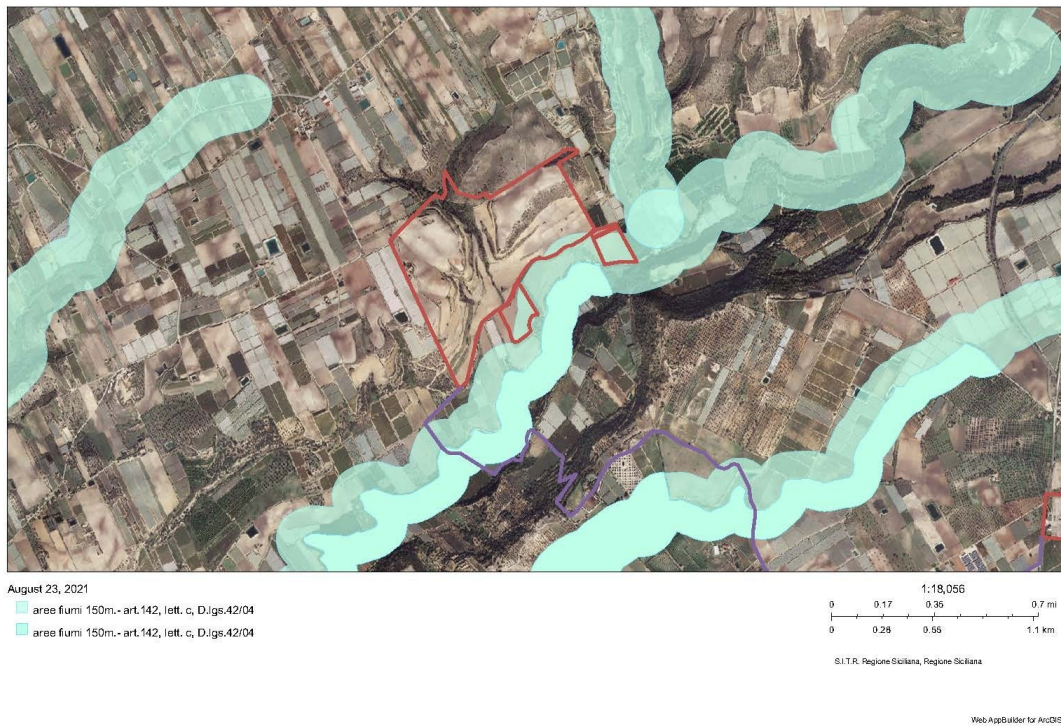 August 23, 2021
aree fiumi 150m.- art.142, lett. c, D.lgs.42/04
aree fiumi 150m.- art.142, lett. c, D.lgs.42/04
1:18,056
0 0.17 0.35 0.7 mi
0 0.28 0.55 1.1 km
S.I.T.R. Regione Siciliana, Regione Siciliana
Web AppBuilder for ArcGIS